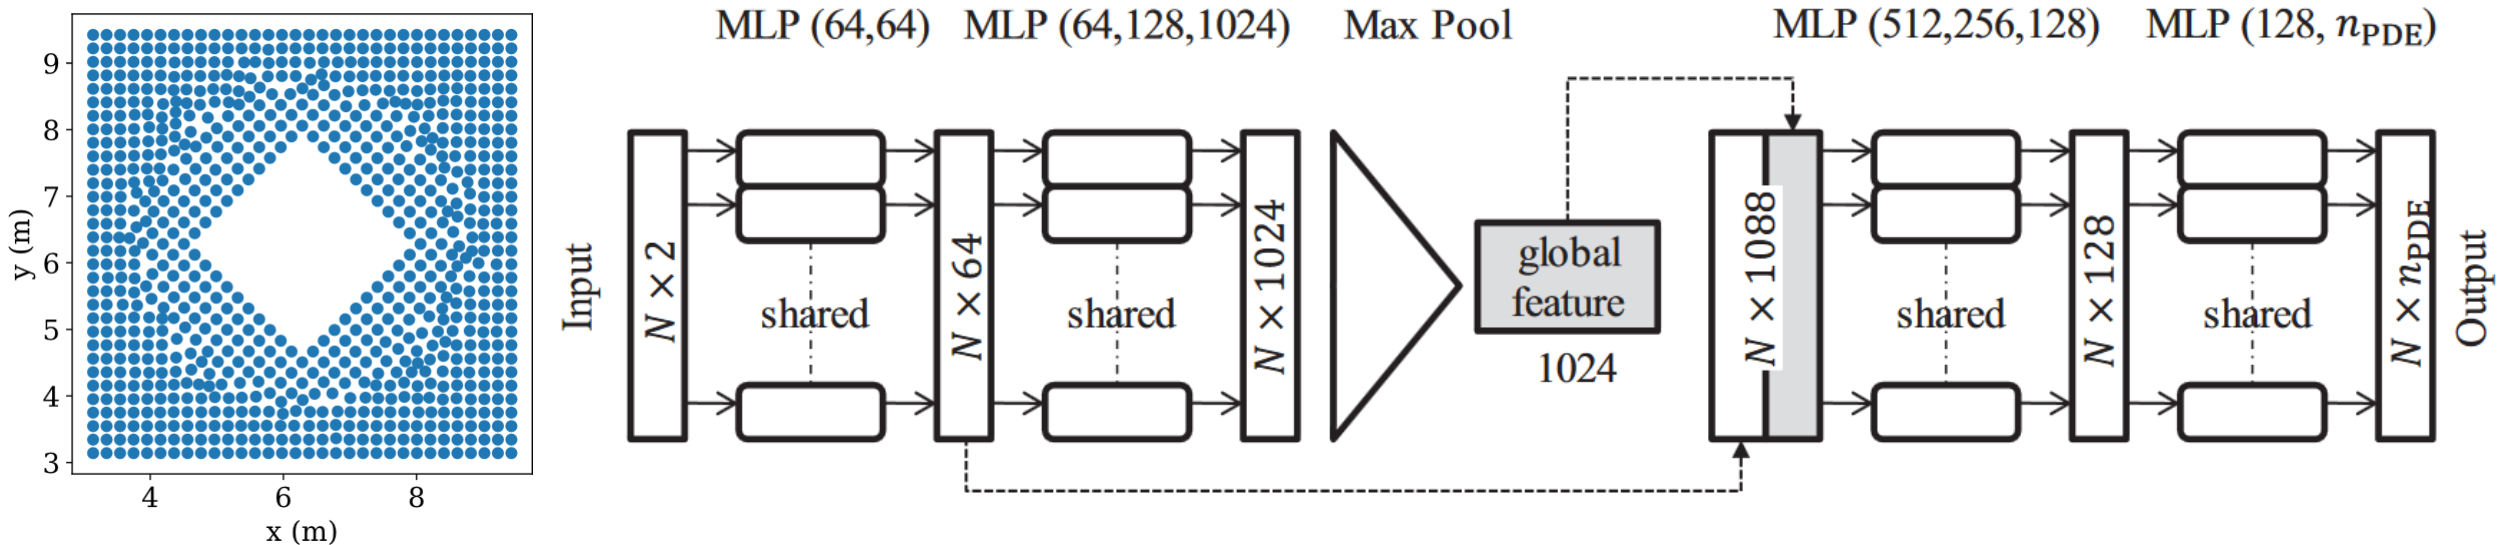 9
8
7
6
5
4
3
y (m)
4 6 8
x (m)
MLP (64,64) MLP (64,128,1024) Max Pool MLP (512,256,128) MLP (128, n_PDE)
Input
N × 2
shared
N × 64
shared
N × 1024
global
feature
1024
N × 1088
shared
N × 128
shared
N × n_PDE
Output